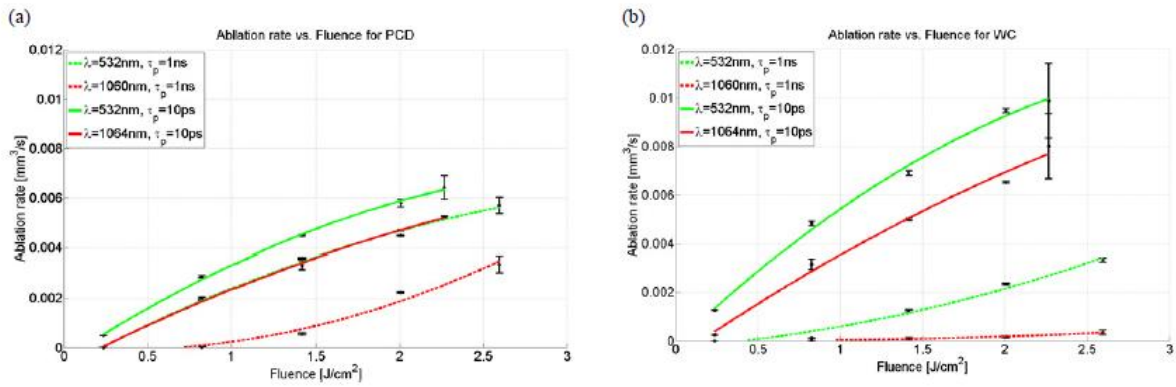 (a)
Ablation rate vs. Fluence for PCD
0.012
0.01
0.008
0.006
0.004
0.002
0
λ=532nm, τp=1ns
λ=1060nm, τp=1ns
λ=532nm, τp=10ps
λ=1064nm, τp=10ps
Ablation rate [mm³/s]
0 0.5 1 1.5 2 2.5 3
Fluence [J/cm²]
(b)
Ablation rate vs. Fluence for WC
0.012
0.01
0.008
0.006
0.004
0.002
0
λ=532nm, τp=1ns
λ=1060nm, τp=1ns
λ=532nm, τp=10ps
λ=1064nm, τp=10ps
Ablation rate [mm³/s]
0 0.5 1 1.5 2 2.5 3
Fluence [J/cm²]